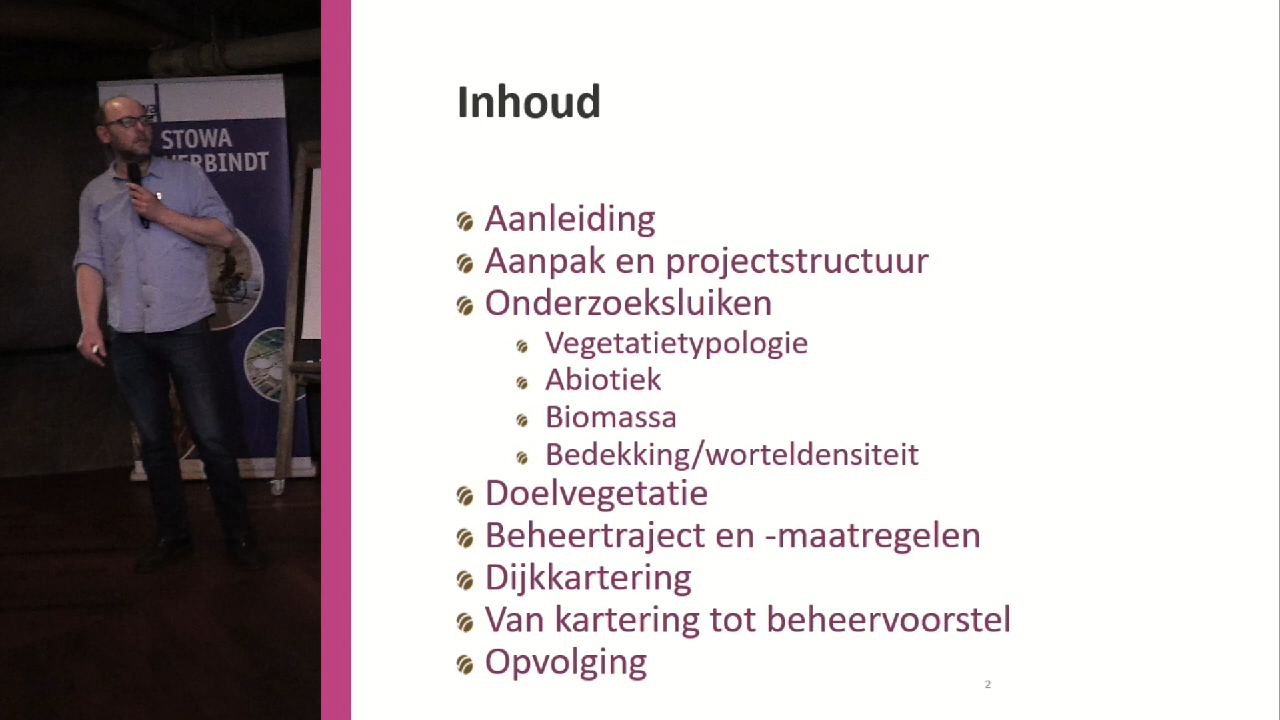 STOWA
VERBINDT
Inhoud
Aanleiding
Aanpak en projectstructuur
Onderzoeksluiken
Vegetatietypologie
Abiotiek
Biomassa
Bedekking/worteldensiteit
Doelvegetatie
Beheertraject en -maatregelen
Dijkkartering
Van kartering tot beheervoorstel
Opvolging
2